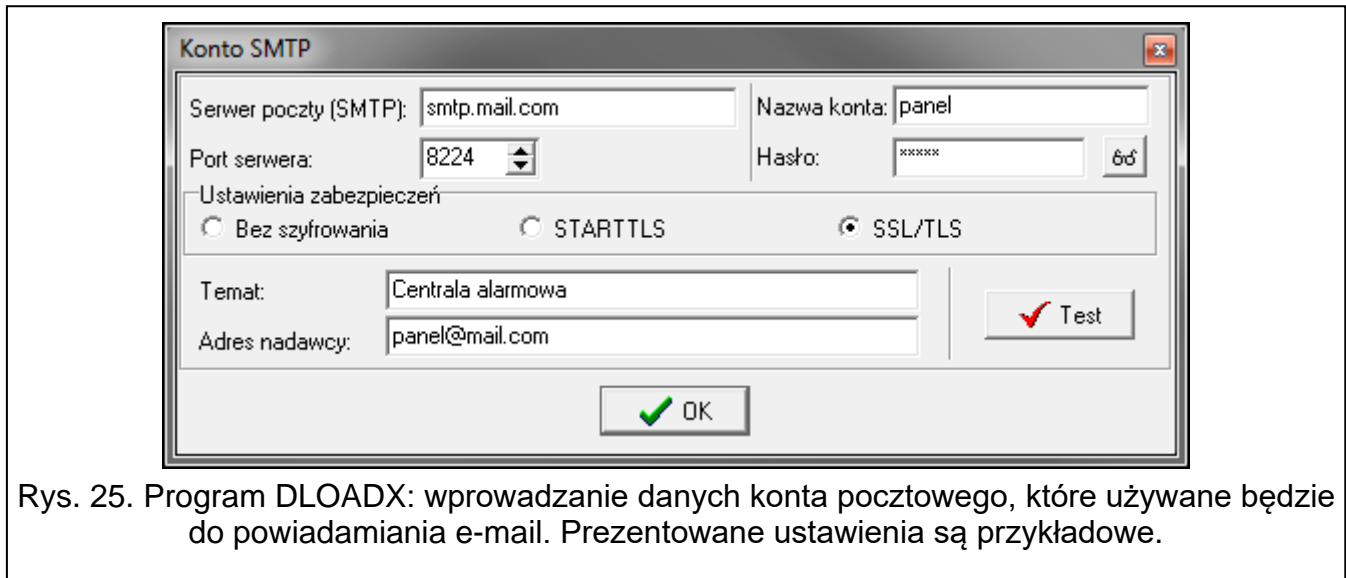 Konto SMTP
Serwer poczty (SMTP): smtp.mail.com
Nazwa konta: panel
Port serwera: 8224
Hasło: *****
Ustawienia zabezpieczeń
Bez szyfrowania STARTTLS SSL/TLS
Temat: Centrala alarmowa
Adres nadawcy: panel@mail.com
Test
OK
Rys. 25. Program DLOADX: wprowadzanie danych konta pocztowego, które używane będzie
do powiadamiania e-mail. Prezentowane ustawienia są przykładowe.